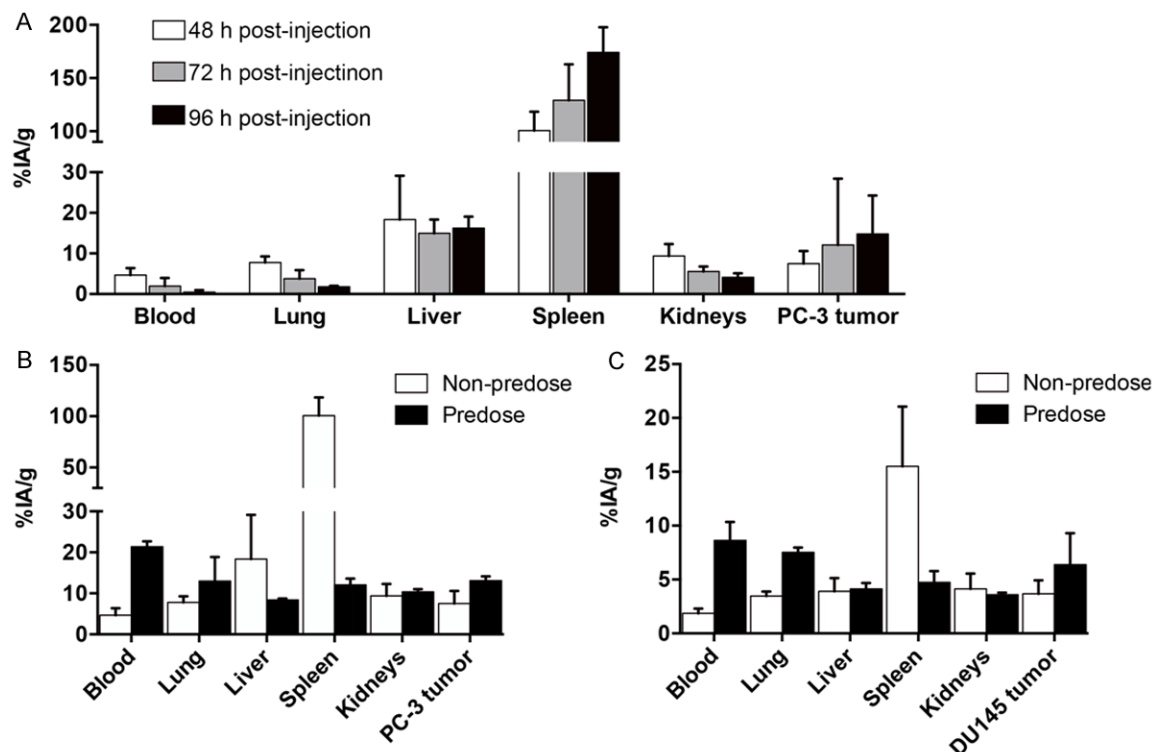 A
200
150
100
30
20
10
0
%IA/g
48 h post-injection
72 h post-injectinon
96 h post-injection
Blood
Lung
Liver
Spleen
Kidneys
PC-3 tumor
B
150
100
50
30
20
10
0
%IA/g
Non-predose
Predose
Blood
Lung
Liver
Spleen
Kidneys
PC-3 tumor
C
25
20
15
10
5
0
%IA/g
Non-predose
Predose
Blood
Lung
Liver
Spleen
Kidneys
DU145 tumor